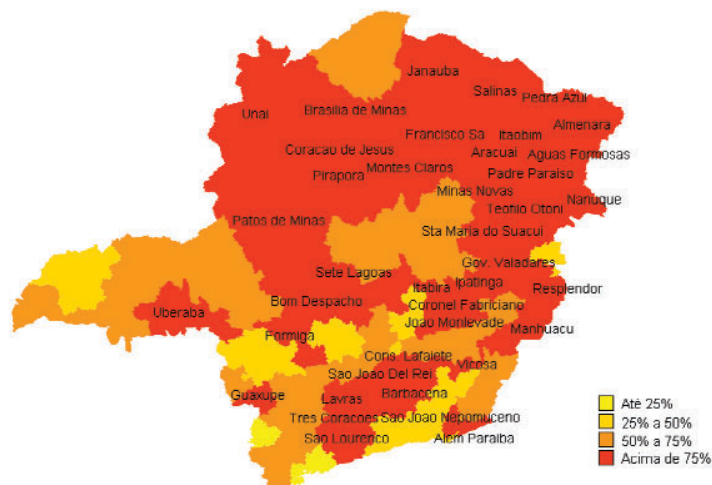 Janauba
Salinas
Pedra Azul
Unai
Brasilia de Minas
Almenara
Francisco Sa
Itaobim
Coracao de Jesus
Aracuai
Aguas Formosas
Montes Claros
Pirapora
Padre Paraiso
Minas Novas
Nanuque
Teofilo Otoni
Patos de Minas
Sta Maria do Suacui
Gov. Valadares
Sete Lagoas
Itabira
Ipatinga
Resplendor
Bom Despacho
Coronel Fabriciano
Uberaba
Joao Monlevade
Manhuacu
Formiga
Cons. Lafaiete
Vicosa
Sao Joao Del Rei
Guaxupe
Lavras
Barbacena
Tres Coracoes
Sao Joao Nepomuceno
San Lourenco
Alem Paraiba
Até 25%
25% a 50%
50% a 75%
Acima de 75%